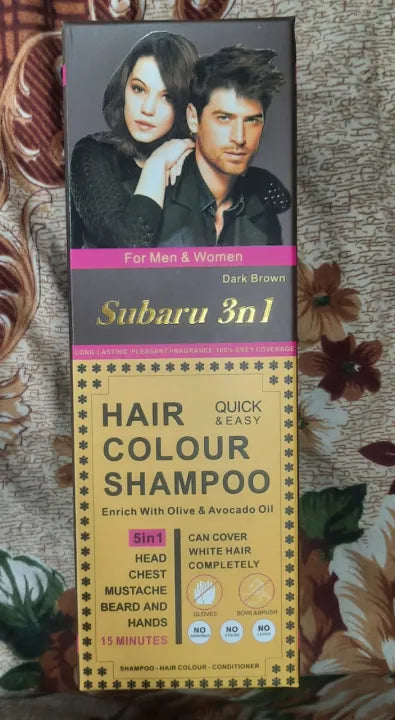 For Men & Women
Dark Brown
Subaru 3n1
LONG-LASTING, PLEASANT FRAGRANCE, 100% GREY COVERAGE
HAIR
QUICK
& EASY
COLOUR
SHAMPOO
Enrich With Olive & Avocado Oil
5in1
HEAD
CHEST
MUSTACHE
BEARD AND
HANDS
15 MINUTES
CAN COVER
WHITE HAIR
COMPLETELY
GLOVES
BOWL&BRUSH
NO
AMMONIA
NO
STAINS
NO
SHAMPOO - HAIR COLOUR - CONDITIONER